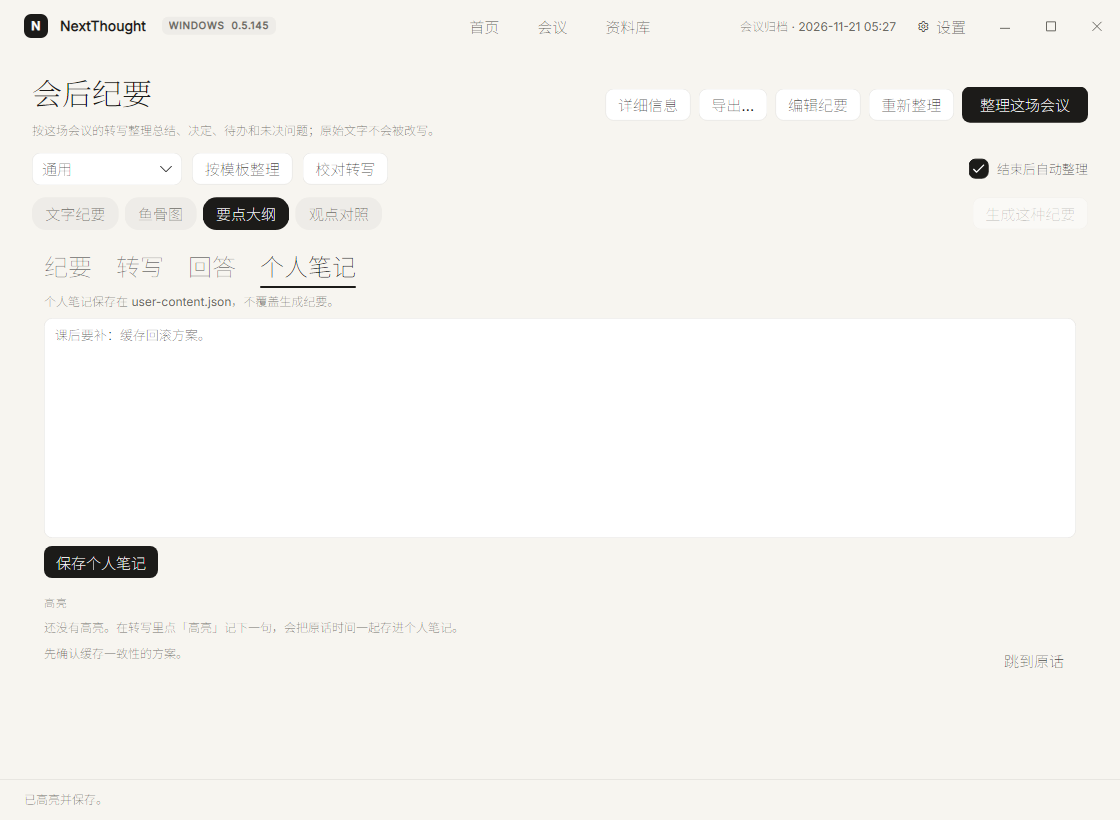 N NextThought WINDOWS 0.5.145 首页 会议 资料库 会议归档 · 2026-11-21 05:27 设置
会后纪要
详细信息 导出... 编辑纪要 重新整理 整理这场会议
按这场会议的转写整理总结、决定、待办和未决问题；原始文字不会被改写。
通用 按模板整理 校对转写 结束后自动整理
文字纪要 鱼骨图 要点大纲 观点对照 生成这种纪要
纪要 转写 回答 个人笔记
个人笔记保存在 user-content.json，不覆盖生成纪要。
课后要补：缓存回滚方案。
保存个人笔记
高亮
还没有高亮。在转写里点「高亮」记下一句，会把原话时间一起存进个人笔记。
先确认缓存一致性的方案。
跳到原话
已高亮并保存。